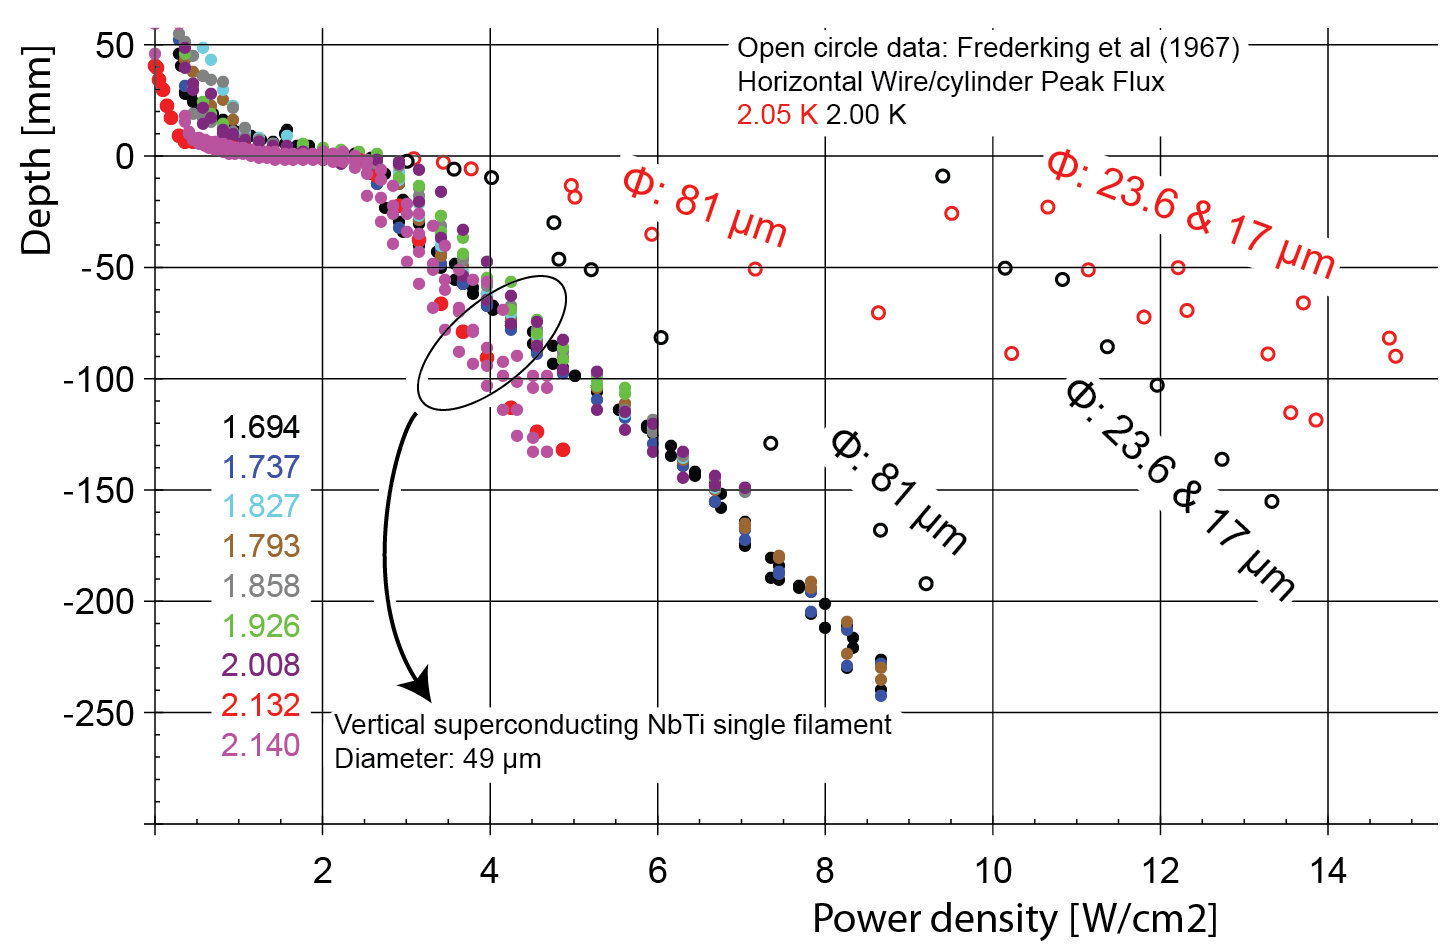 Open circle data: Frederking et al (1967)
Horizontal Wire/cylinder Peak Flux
2.05 K 2.00 K
Depth [mm]
50
0
-50
-100
-150
-200
-250
Φ: 81 µm
Φ: 23.6 & 17 µm
Φ: 81 µm
Φ: 23.6 & 17 µm
1.694
1.737
1.827
1.793
1.858
1.926
2.008
2.132
2.140
Vertical superconducting NbTi single filament
Diameter: 49 µm
2 4 6 8 10 12 14
Power density [W/cm2]